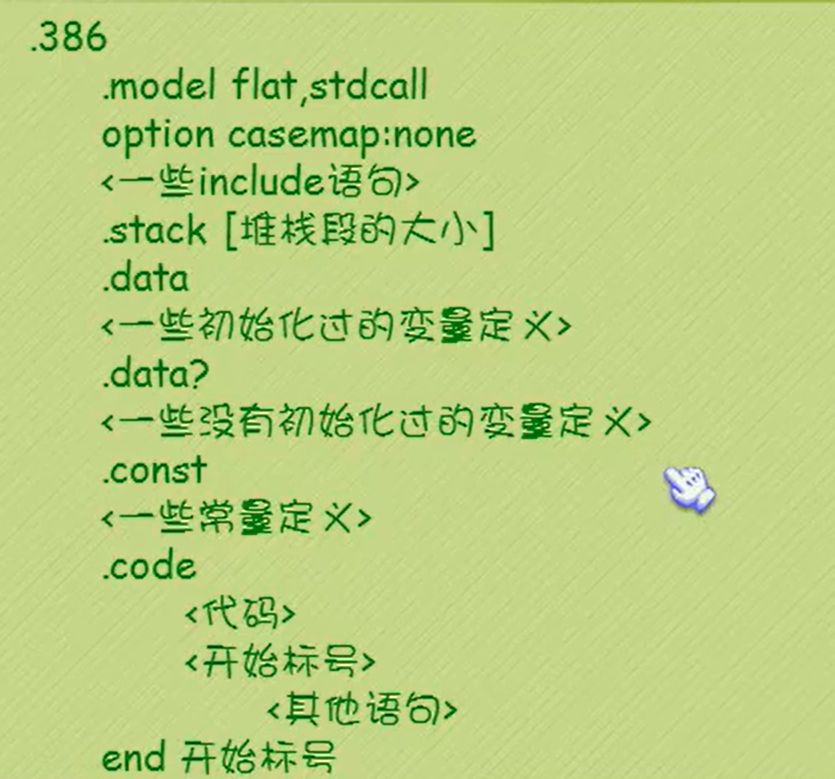 .386
.model flat,stdcall
option casemap:none
<一些include语句>
.stack [堆栈段的大小]
.data
<一些初始化过的变量定义>
.data?
<一些没有初始化过的变量定义>
.const
<一些常量定义>
.code
<代码>
<开始标号>
<其他语句>
end 开始标号